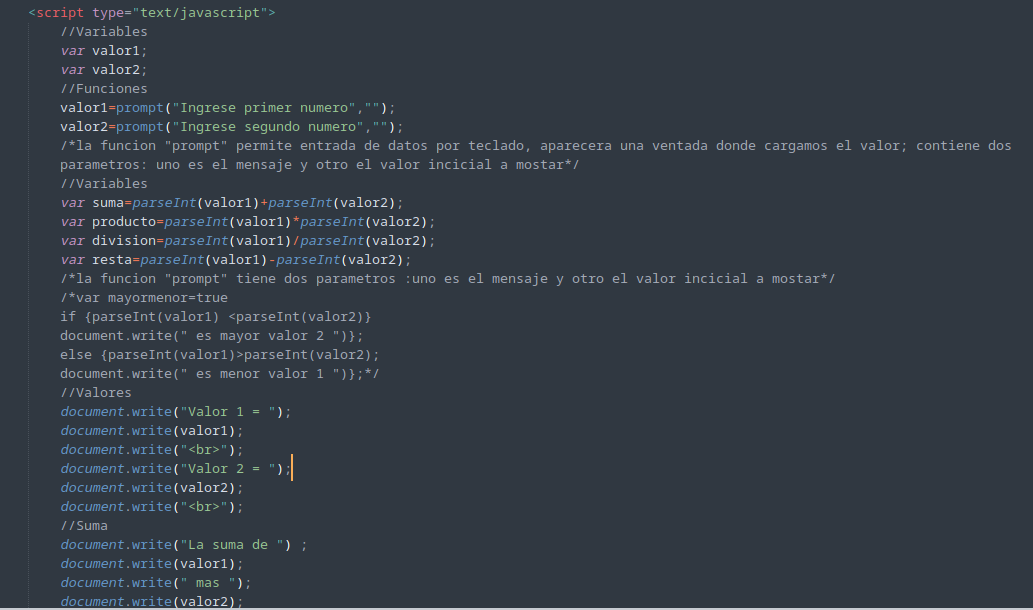 <script type="text/javascript">
//Variables
var valor1;
var valor2;
//Funciones
valor1=prompt("Ingrese primer numero","");
valor2=prompt("Ingrese segundo numero","");
/*la funcion "prompt" permite entrada de datos por teclado, aparecera una ventada donde cargamos el valor; contiene dos
parametros: uno es el mensaje y otro el valor incicial a mostar*/
//Variables
var suma=parseInt(valor1)+parseInt(valor2);
var producto=parseInt(valor1)*parseInt(valor2);
var division=parseInt(valor1)/parseInt(valor2);
var resta=parseInt(valor1)-parseInt(valor2);
/*la funcion "prompt" tiene dos parametros :uno es el mensaje y otro el valor incicial a mostar*/
/*var mayormenor=true
if {parseInt(valor1) <parseInt(valor2)}
document.write(" es mayor valor 2 ")};
else {parseInt(valor1)>parseInt(valor2);
document.write(" es menor valor 1 ")};*/
//Valores
document.write("Valor 1 = ");
document.write(valor1);
document.write("<br>");
document.write("Valor 2 = ");
document.write(valor2);
document.write("<br>");
//Suma
document.write("La suma de ") ;
document.write(valor1);
document.write(" mas ");
document.write(valor2);